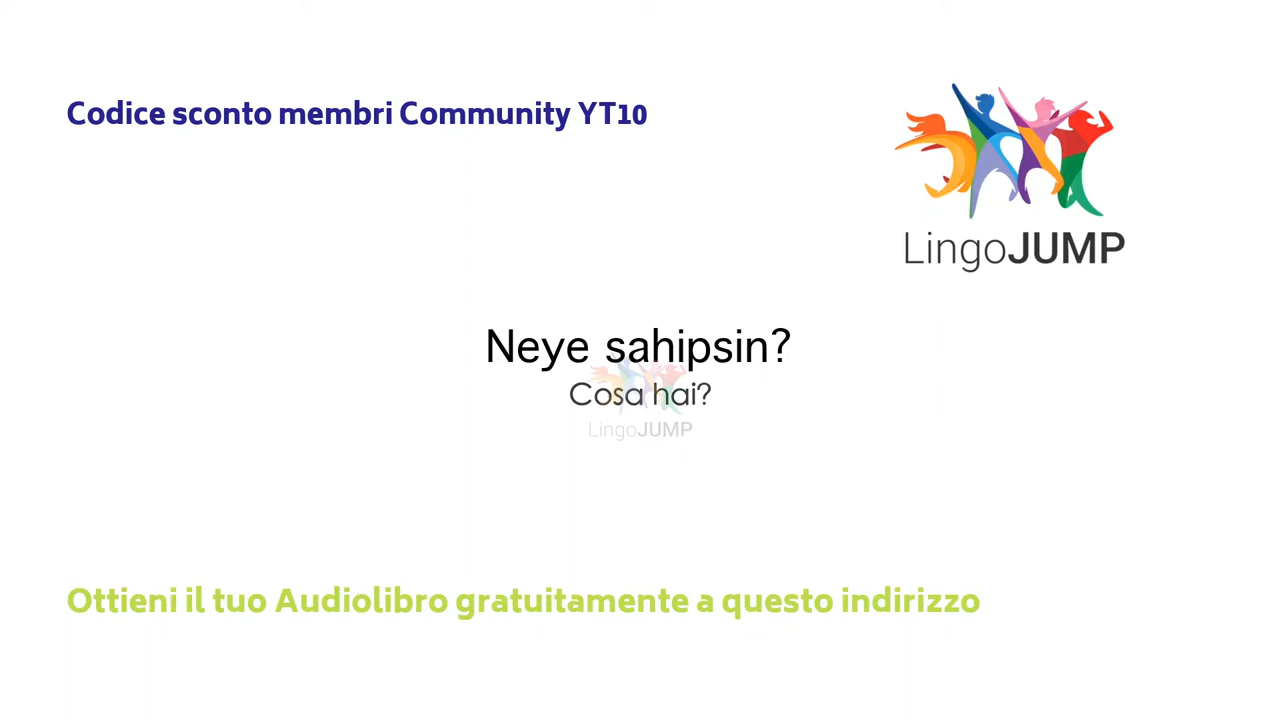 Codice sconto membri Community YT10
LingoJUMP
Neye sahipsin?
Cosa hai?
LingoJUMP
Ottieni il tuo Audiolibro gratuitamente a questo indirizzo